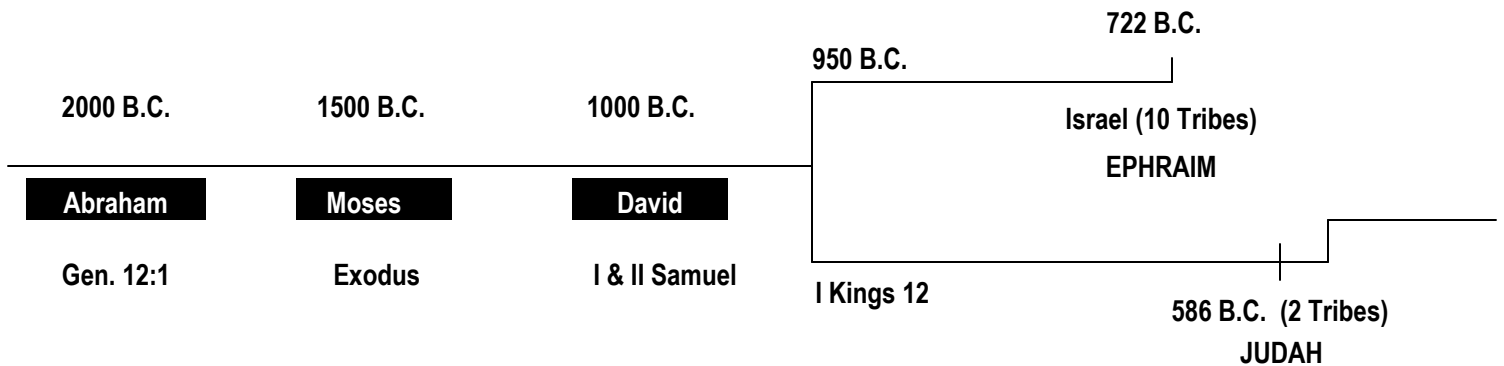 722 B.C.
950 B.C.
2000 B.C. 1500 B.C. 1000 B.C.
Israel (10 Tribes)
EPHRAIM
Abraham Moses David
Gen. 12:1 Exodus I & II Samuel
I Kings 12
586 B.C. (2 Tribes)
JUDAH